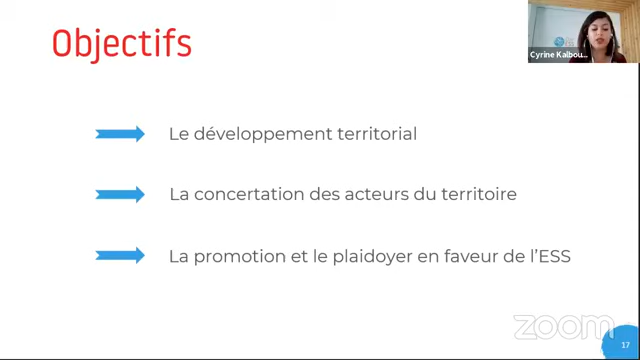 Objectifs
Cyrine Kalbou...
Le développement territorial
La concertation des acteurs du territoire
La promotion et le plaidoyer en faveur de l'ESS
zoom
17